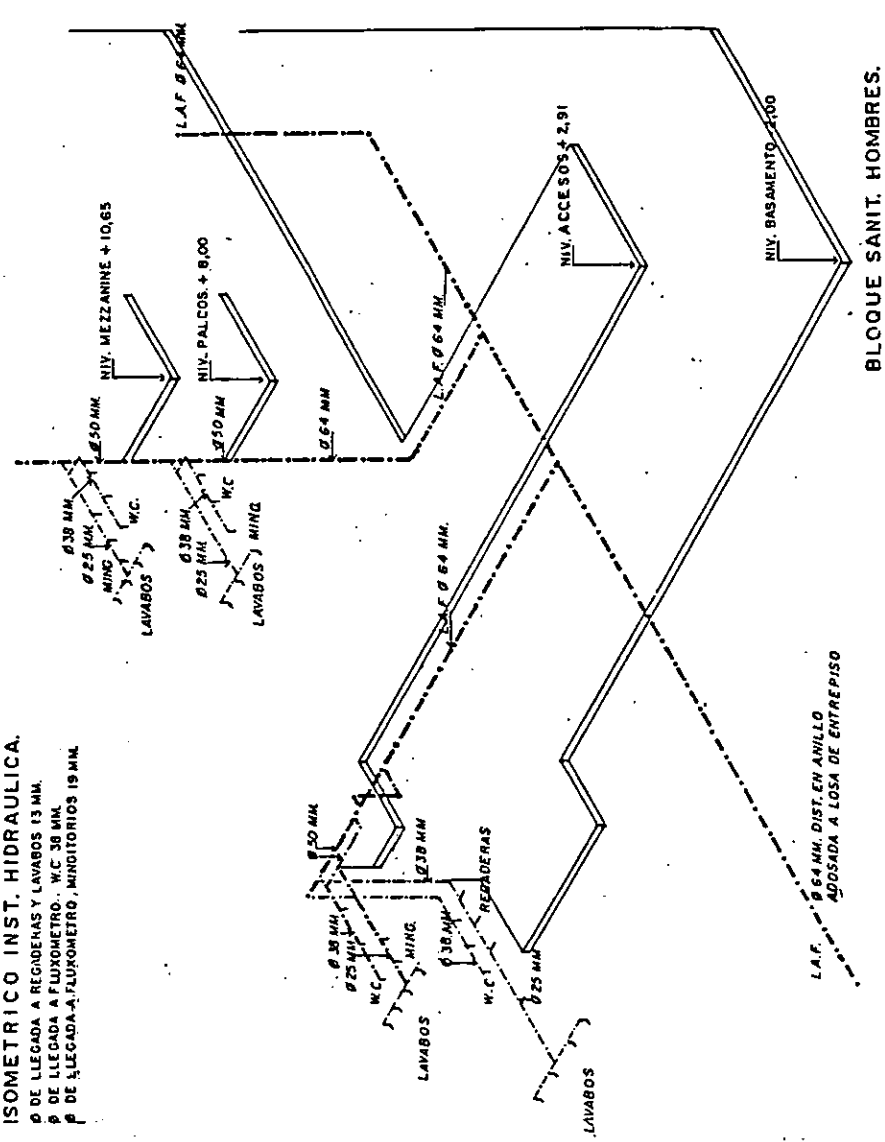 ISOMETRICO INST. HIDRAULICA.
Ø DE LLEGADA A REGADERAS Y LAVABOS 13 MM.
Ø DE LLEGADA A FLUXOMETRO.. W.C 38 MM.
Ø DE LLEGADA A FLUXOMETRO, MINGITORIOS 19 MM.
L.A.F. Ø 64 MM.
NIV. MEZZANINE + 10,65
Ø 50 MM.
Ø 38 MM.
Ø 25 MM.
MING
W.C.
LAVABOS
NIV. PALCOS. + 8,00
Ø 50 MM
Ø 38 MM.
Ø 25 MM.
W.C
MING.
LAVABOS
Ø 64 MM
L.A.F. Ø 64 MM.
NIV. ACCESOS + 2,91
L.A.F. Ø 64 MM.
NIV. BASAMENTO -2,00
Ø 50 MM.
Ø 38 MM
Ø 38 MM
Ø 25 MM
W.C
MING.
LAVABOS
REGADERAS
Ø 38 MM
W.C
Ø 25 MM
LAVABOS
L.A.F. Ø 64 MM. DIST. EN ANILLO
ADOSADA A LOSA DE ENTREPISO
BLOQUE SANIT. HOMBRES.